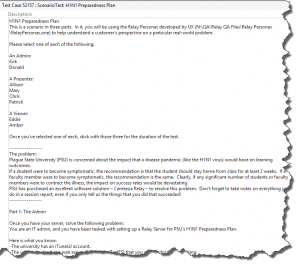 Test Case 52157 : ScenarioTest: H1N1 Preparedness Plan
Description
H1N1 Preparedness Plan
This is a scenario in three parts. In it, you will be using the Relay Personas developed by UX (N:\QA\Relay QA Files\Relay Personas
\RelayPersonas.one) to help understand a customer's perspective on a particular real-world problem.
Please select one of each of the following:
An Admin:
Kirk
Donald
A Presenter:
Allison
Mary
Chris
Patrick
A Viewer:
Eddie
Amber
Once you've selected one of each, stick with those three for the duration of the test.
The problem:
Plague State University (PSU) is concerned about the impact that a disease pandemic (like the H1N1 virus) would have on learning
outcomes.
If a student were to become symptomatic, the recommendation is that the student should stay home from class for at least 2 weeks. If a
faculty member were to become symptomatic, the recommendation is the same. Clearly, if any significant number of students or faculty
members were to contract the illness, the impact on success rates would be devastating.
PSU has purchased an excellent software solution – Camtasia Relay – to resolve this problem. Don't forget to take notes on everything
do in a session report, even if you only tell us the things that you did that succeeded!
Part 1: The Admin
Once you have your server, solve the following problem:
You are an IT admin, and you have been tasked with setting up a Relay Server for PSU's H1N1 Preparedness Plan.
Here is what you know:
-The university has an iTunesU account.